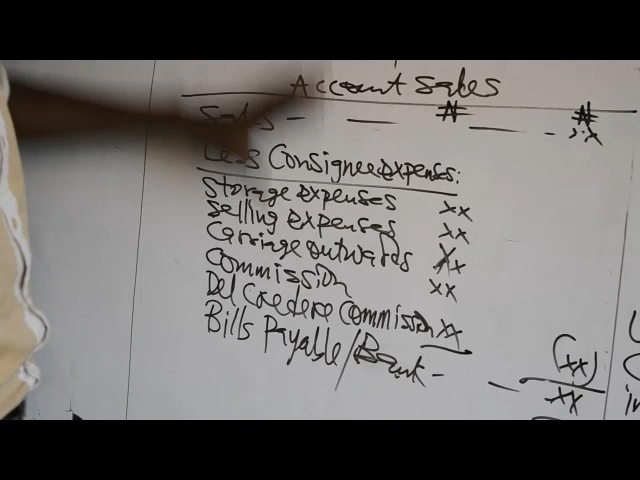 Account Sales
₦ ₦
Sales - — — - xx
Less Consignee expenses:
Storage expenses xx
Selling expenses xx
Carriage outwards xx
Commission xx
Del Credere Commission xx
Bills Payable/Bank - - (xx)
xx